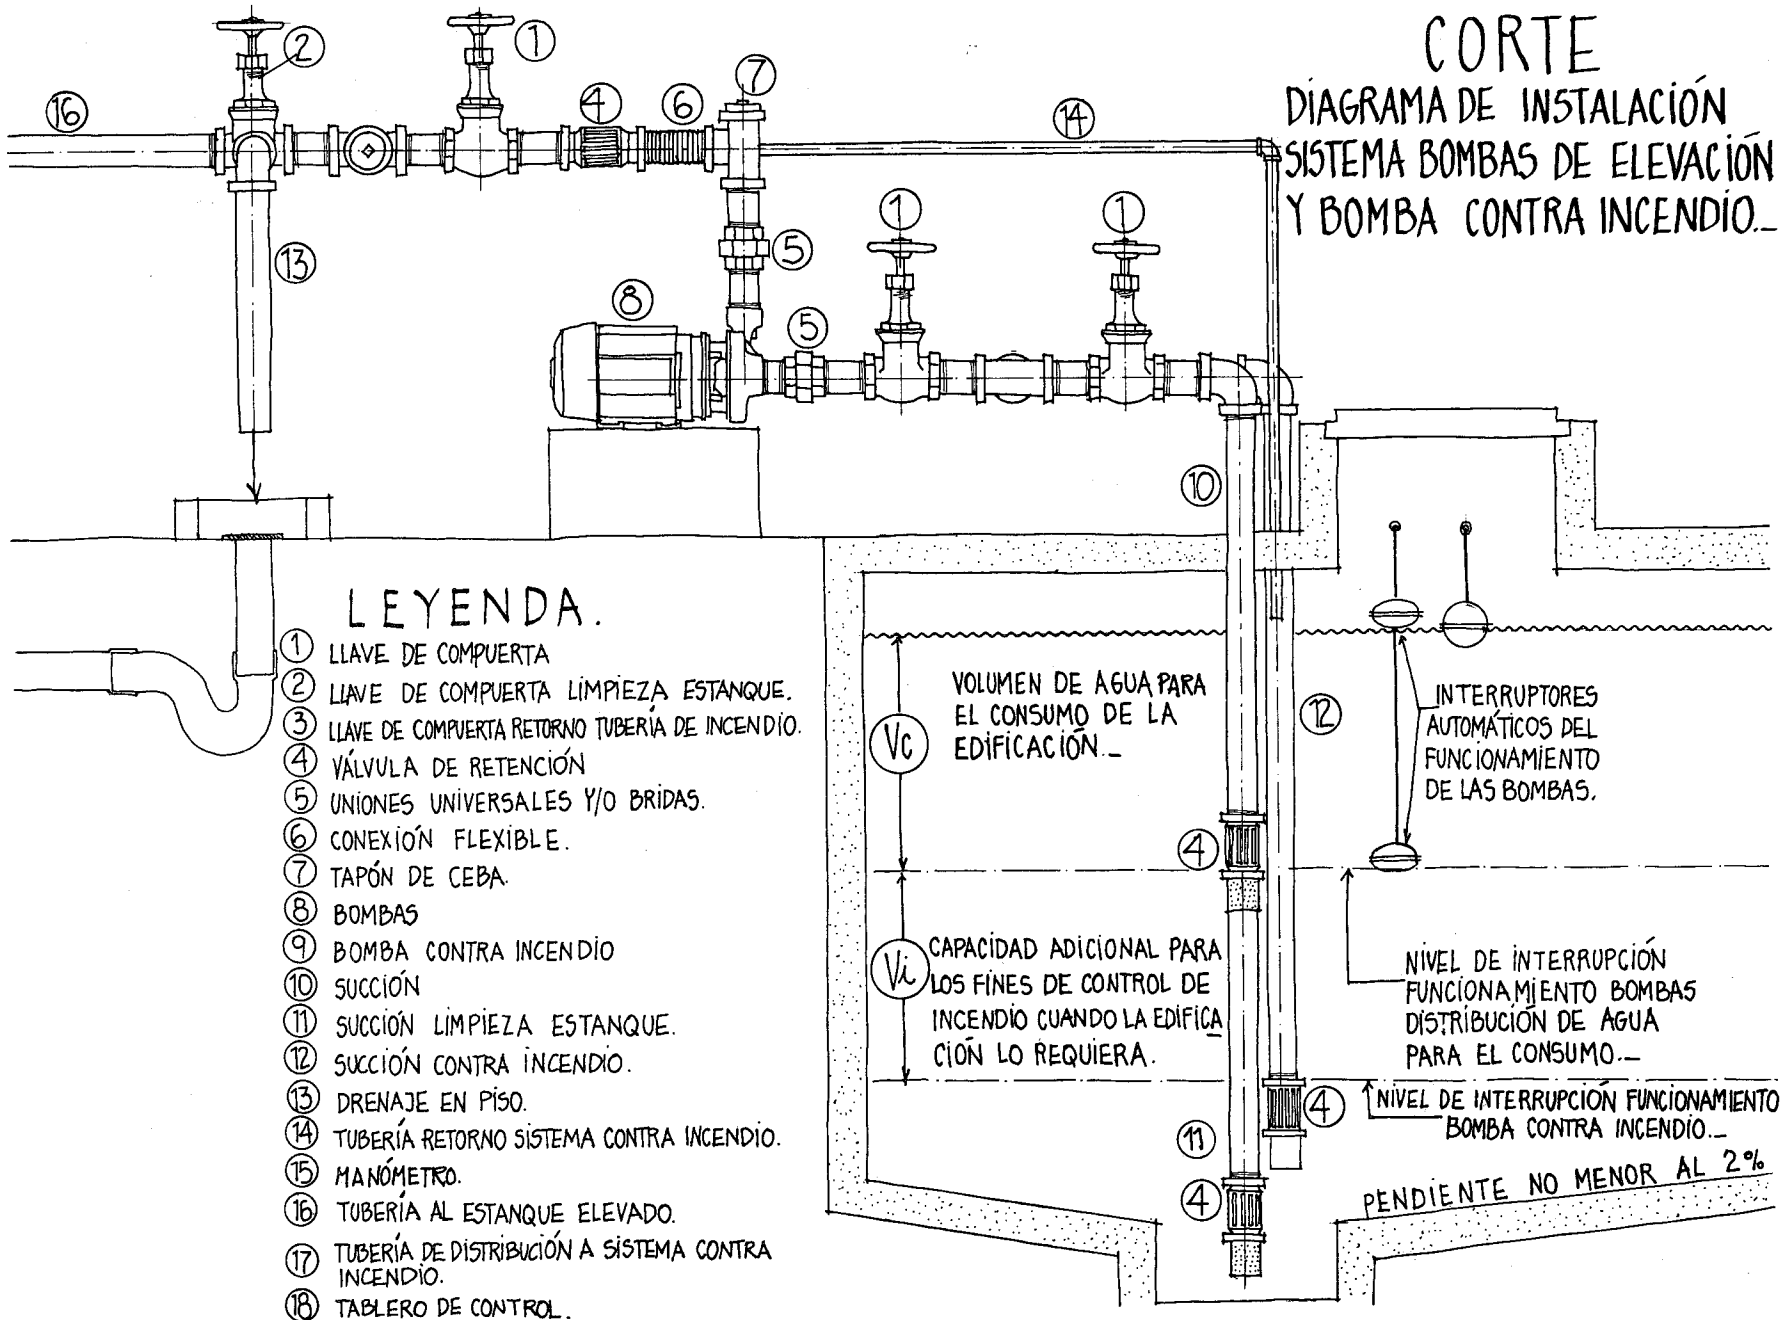 CORTE
DIAGRAMA DE INSTALACIÓN
SISTEMA BOMBAS DE ELEVACIÓN
Y BOMBA CONTRA INCENDIO._
2
1
16
4
6
7
14
13
5
1
1
8
5
10
LEYENDA.
1 LLAVE DE COMPUERTA
2 LLAVE DE COMPUERTA LIMPIEZA ESTANQUE.
3 LLAVE DE COMPUERTA RETORNO TUBERÍA DE INCENDIO.
4 VÁLVULA DE RETENCIÓN
5 UNIONES UNIVERSALES Y/O BRIDAS.
6 CONEXIÓN FLEXIBLE.
7 TAPÓN DE CEBA.
8 BOMBAS
9 BOMBA CONTRA INCENDIO
10 SUCCIÓN
11 SUCCIÓN LIMPIEZA ESTANQUE.
12 SUCCIÓN CONTRA INCENDIO.
13 DRENAJE EN PISO.
14 TUBERÍA RETORNO SISTEMA CONTRA INCENDIO.
15 MANÓMETRO.
16 TUBERÍA AL ESTANQUE ELEVADO.
17 TUBERÍA DE DISTRIBUCIÓN A SISTEMA CONTRA
INCENDIO.
18 TABLERO DE CONTROL.
Vc
VOLUMEN DE AGUA PARA
EL CONSUMO DE LA
EDIFICACIÓN._
12
INTERRUPTORES
AUTOMÁTICOS DEL
FUNCIONAMIENTO
DE LAS BOMBAS.
4
Vi
CAPACIDAD ADICIONAL PARA
LOS FINES DE CONTROL DE
INCENDIO CUANDO LA EDIFICA
CIÓN LO REQUIERA.
NIVEL DE INTERRUPCIÓN
FUNCIONAMIENTO BOMBAS
DISTRIBUCIÓN DE AGUA
PARA EL CONSUMO._
4
NIVEL DE INTERRUPCIÓN FUNCIONAMIENTO
BOMBA CONTRA INCENDIO._
11
4
PENDIENTE NO MENOR AL 2%